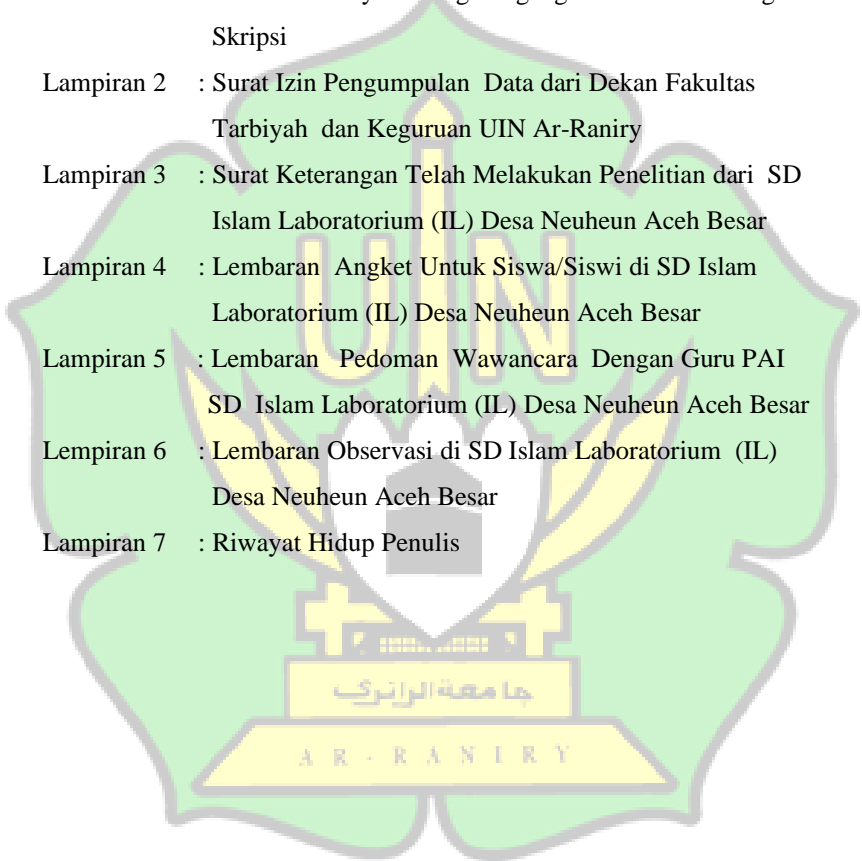 Skripsi
Lampiran 2 : Surat Izin Pengumpulan Data dari Dekan Fakultas
Tarbiyah dan Keguruan UIN Ar-Raniry
Lampiran 3 : Surat Keterangan Telah Melakukan Penelitian dari SD
Islam Laboratorium (IL) Desa Neuheun Aceh Besar
Lampiran 4 : Lembaran Angket Untuk Siswa/Siswi di SD Islam
Laboratorium (IL) Desa Neuheun Aceh Besar
Lampiran 5 : Lembaran Pedoman Wawancara Dengan Guru PAI
SD Islam Laboratorium (IL) Desa Neuheun Aceh Besar
Lempiran 6 : Lembaran Observasi di SD Islam Laboratorium (IL)
Desa Neuheun Aceh Besar
Lampiran 7 : Riwayat Hidup Penulis
UIN
جامعة الرانري
AR-RANIRY